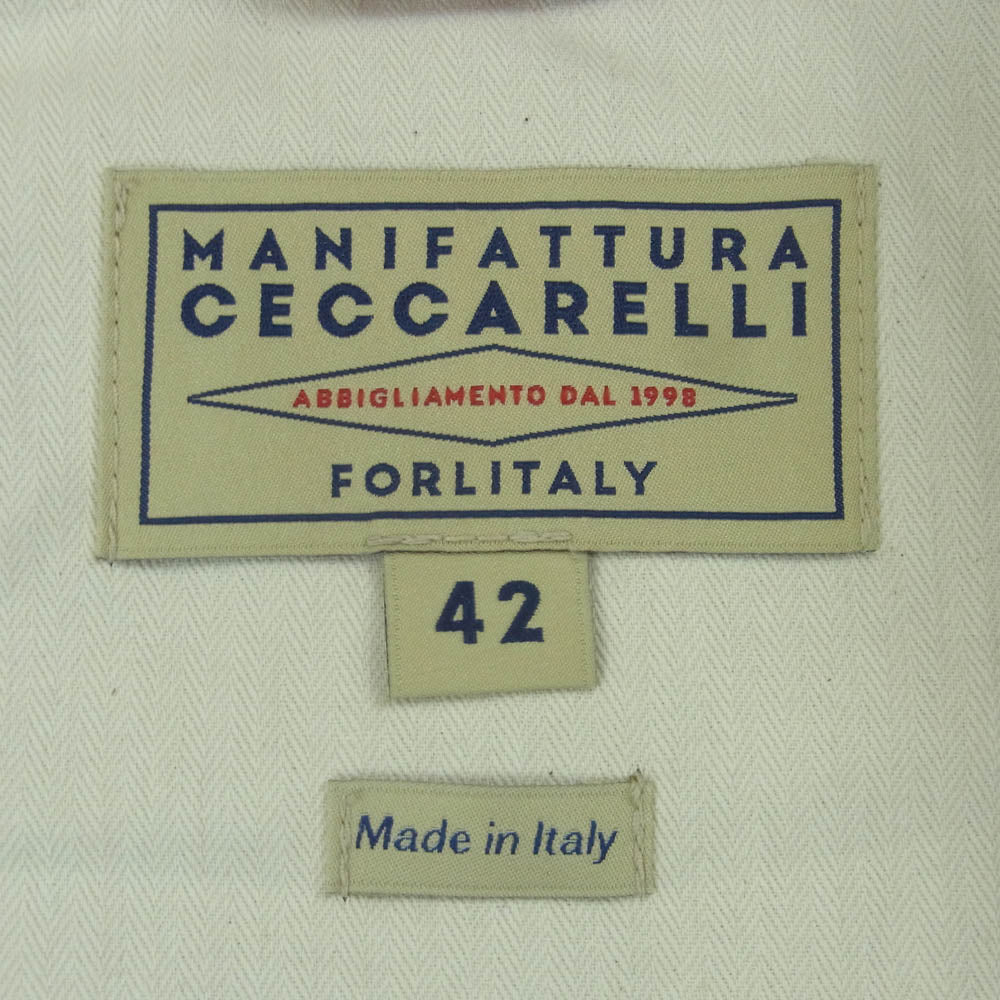 MANIFATTURA
CECCARELLI
ABBIGLIAMENTO DAL 1998
FORLITALY
42
Made in Italy